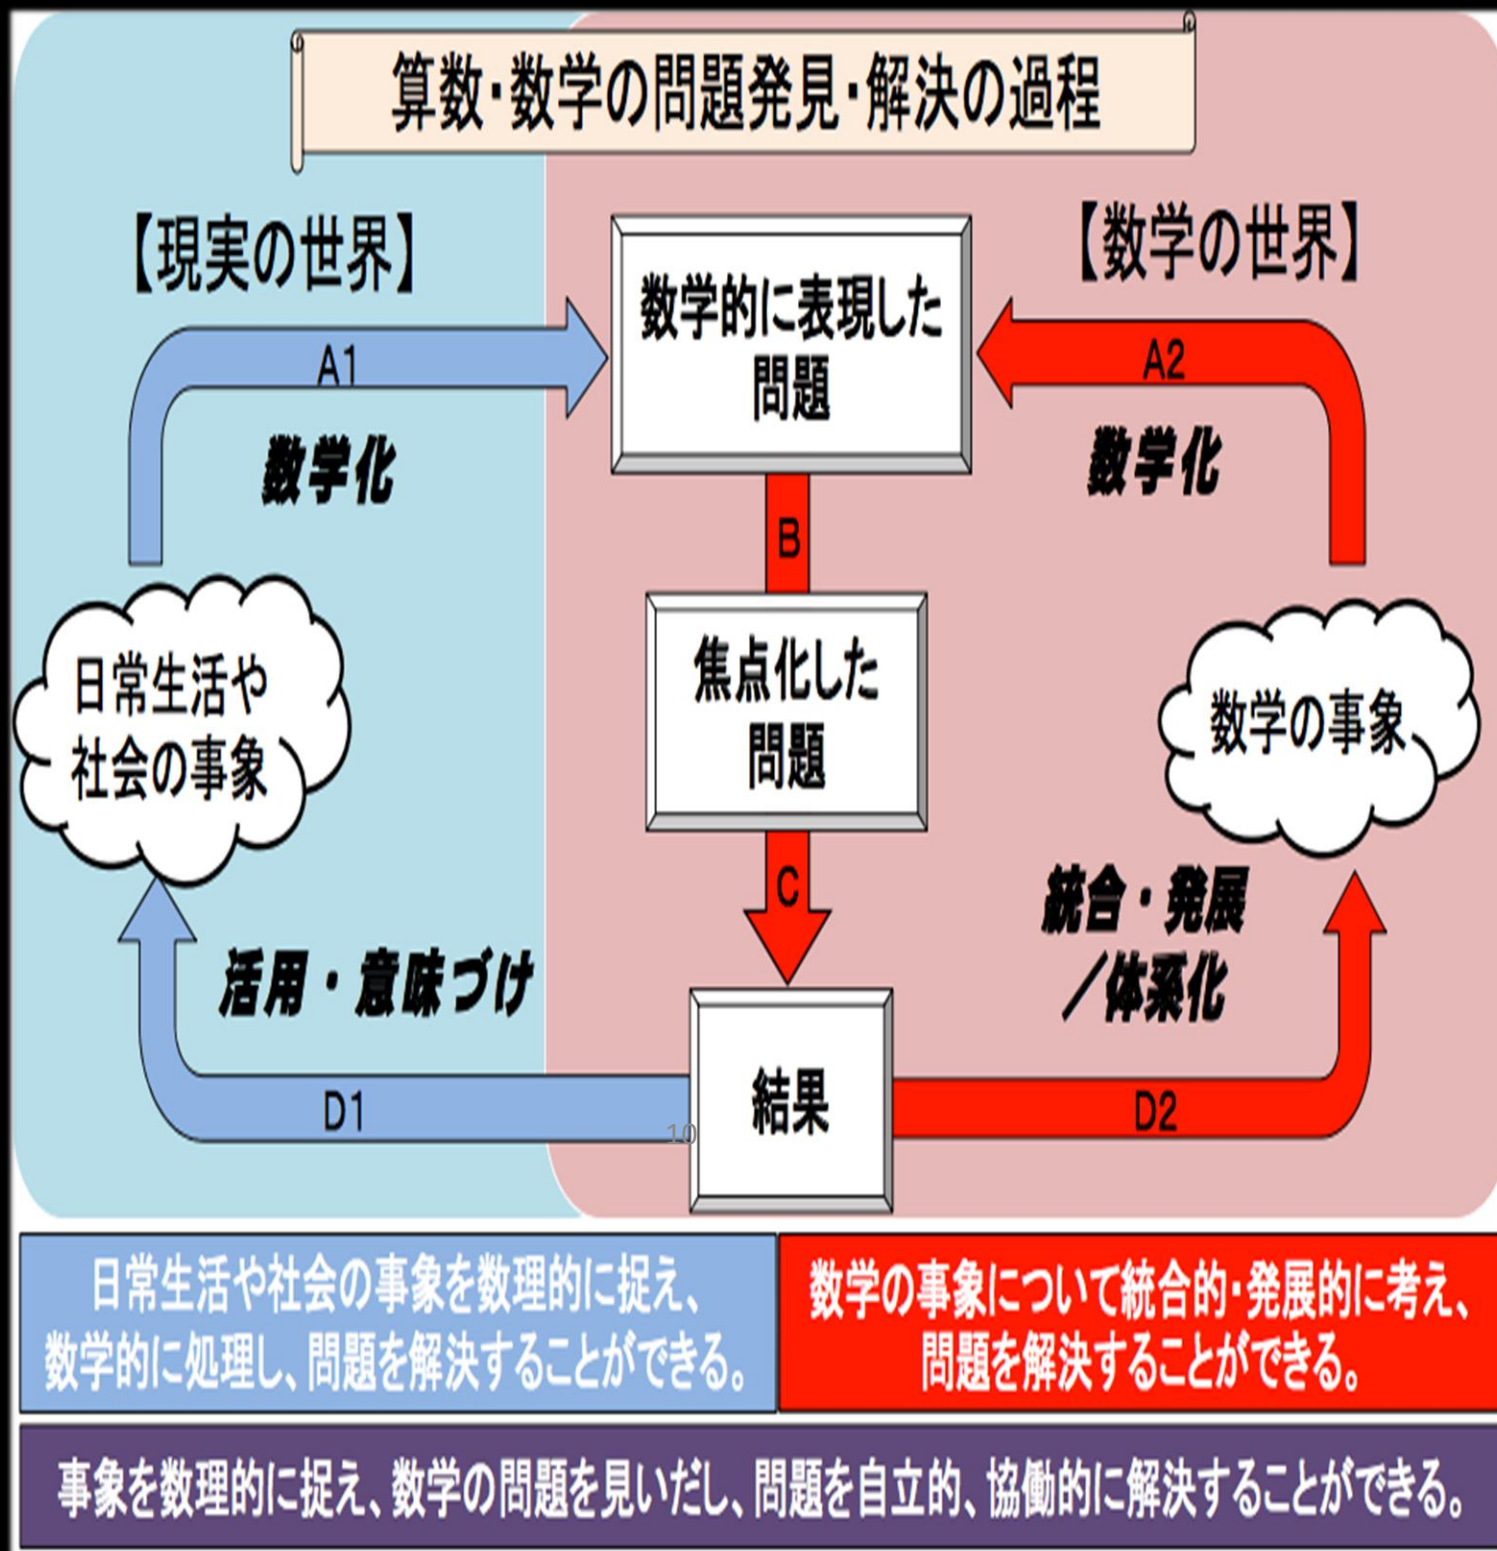 算数・数学の問題発見・解決の過程
【現実の世界】
【数学の世界】
数学的に表現した
問題
A1
A2
数学化
数学化
B
日常生活や
社会の事象
焦点化した
問題
数学の事象
C
活用・意味づけ
統合・発展
／体系化
結果
D1
D2
10
日常生活や社会の事象を数理的に捉え、
数学的に処理し、問題を解決することができる。
数学の事象について統合的・発展的に考え、
問題を解決することができる。
事象を数理的に捉え、数学の問題を見いだし、問題を自立的、協働的に解決することができる。